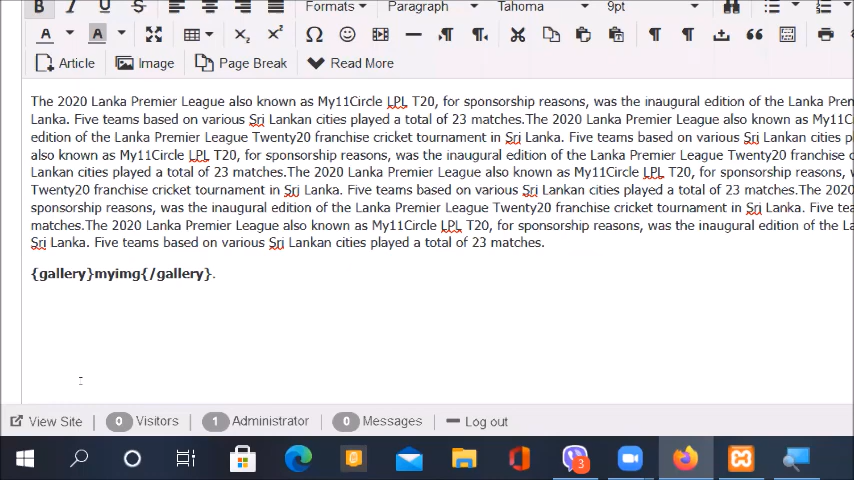 B I U S Formats Paragraph Tahoma 9pt
A A X₂ X² Ω
Article Image Page Break Read More
The 2020 Lanka Premier League also known as My11Circle LPL T20, for sponsorship reasons, was the inaugural edition of the Lanka Pren
Lanka. Five teams based on various Sri Lankan cities played a total of 23 matches.The 2020 Lanka Premier League also known as My11C
edition of the Lanka Premier League Twenty20 franchise cricket tournament in Sri Lanka. Five teams based on various Sri Lankan cities p
also known as My11Circle LPL T20, for sponsorship reasons, was the inaugural edition of the Lanka Premier League Twenty20 franchise c
Lankan cities played a total of 23 matches.The 2020 Lanka Premier League also known as My11Circle LPL T20, for sponsorship reasons, w
Twenty20 franchise cricket tournament in Sri Lanka. Five teams based on various Sri Lankan cities played a total of 23 matches.The 2020
sponsorship reasons, was the inaugural edition of the Lanka Premier League Twenty20 franchise cricket tournament in Sri Lanka. Five tea
matches.The 2020 Lanka Premier League also known as My11Circle LPL T20, for sponsorship reasons, was the inaugural edition of the La
Sri Lanka. Five teams based on various Sri Lankan cities played a total of 23 matches.
{gallery}myimg{/gallery}.
View Site 0 Visitors 1 Administrator 0 Messages Log out
3